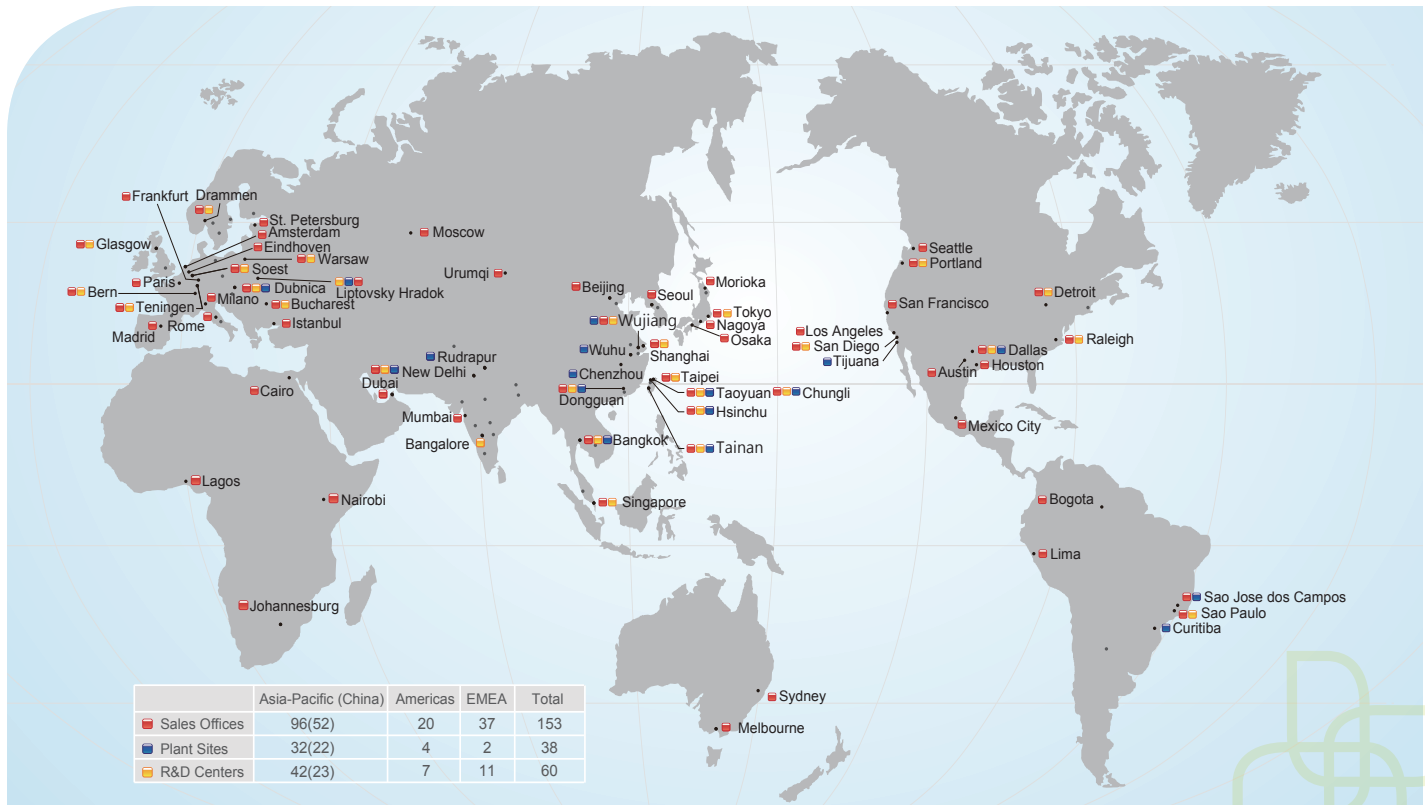 Frankfurt
Drammen
St. Petersburg
Amsterdam
Eindhoven
Warsaw
Glasgow
Soest
Paris
Dubnica
Liptovsky Hradok
Bern
Milano
Teningen
Bucharest
Madrid
Rome
Istanbul
Moscow
Urumqi
Cairo
Dubai
New Delhi
Rudrapur
Mumbai
Bangalore
Lagos
Nairobi
Johannesburg
Beijing
Seoul
Morioka
Tokyo
Nagoya
Osaka
Wujiang
Wuhu
Shanghai
Chenzhou
Dongguan
Taipei
Taoyuan
Chungli
Hsinchu
Tainan
Bangkok
Singapore
Sydney
Melbourne
Seattle
Portland
San Francisco
Detroit
Los Angeles
San Diego
Tijuana
Raleigh
Dallas
Austin
Houston
Mexico City
Bogota
Lima
Sao Jose dos Campos
Sao Paulo
Curitiba
Asia-Pacific (China) Americas EMEA Total
Sales Offices 96(52) 20 37 153
Plant Sites 32(22) 4 2 38
R&D Centers 42(23) 7 11 60